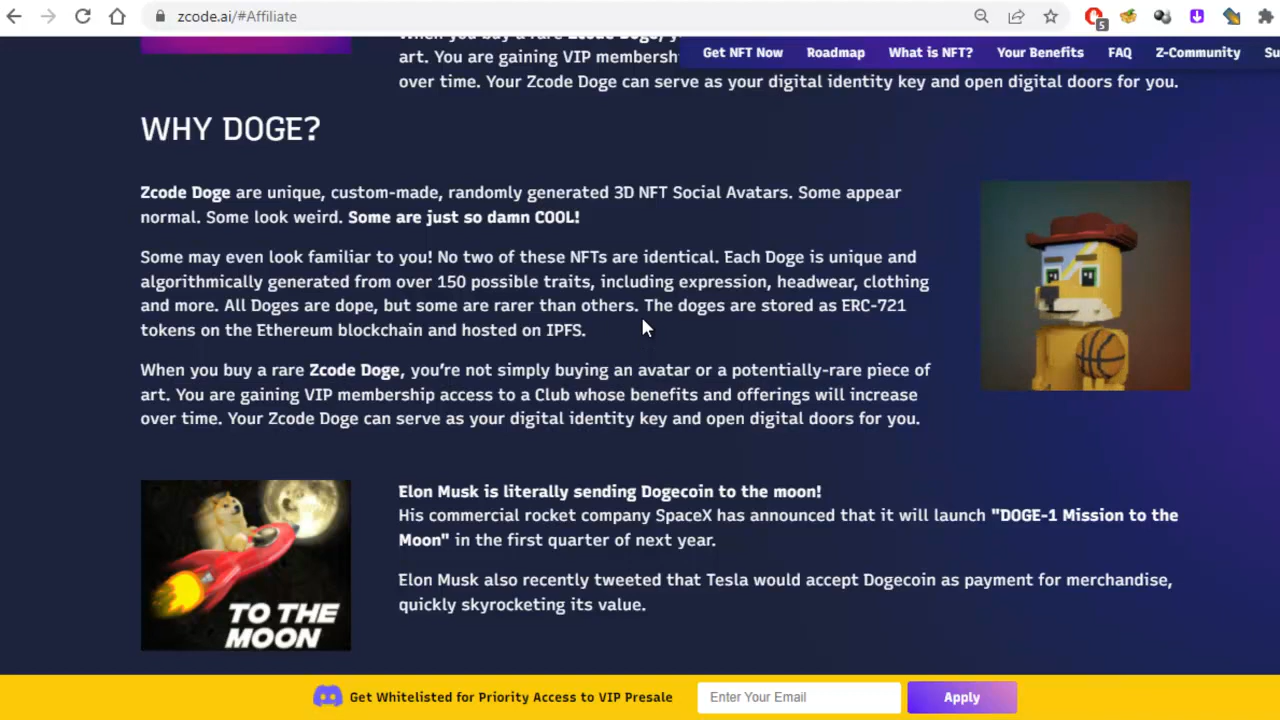 zcode.ai/#Affiliate
5
When you buy a rare Zcode Doge, y
art. You are gaining VIP membersh
Get NFT Now Roadmap What is NFT? Your Benefits FAQ Z-Community Su
over time. Your Zcode Doge can serve as your digital identity key and open digital doors for you.
WHY DOGE?
Zcode Doge are unique, custom-made, randomly generated 3D NFT Social Avatars. Some appear
normal. Some look weird. Some are just so damn COOL!
Some may even look familiar to you! No two of these NFTs are identical. Each Doge is unique and
algorithmically generated from over 150 possible traits, including expression, headwear, clothing
and more. All Doges are dope, but some are rarer than others. The doges are stored as ERC-721
tokens on the Ethereum blockchain and hosted on IPFS.
When you buy a rare Zcode Doge, you’re not simply buying an avatar or a potentially-rare piece of
art. You are gaining VIP membership access to a Club whose benefits and offerings will increase
over time. Your Zcode Doge can serve as your digital identity key and open digital doors for you.
Elon Musk is literally sending Dogecoin to the moon!
His commercial rocket company SpaceX has announced that it will launch "DOGE-1 Mission to the
Moon" in the first quarter of next year.
Elon Musk also recently tweeted that Tesla would accept Dogecoin as payment for merchandise,
quickly skyrocketing its value.
TO THE
MOON
Get Whitelisted for Priority Access to VIP Presale
Enter Your Email
Apply